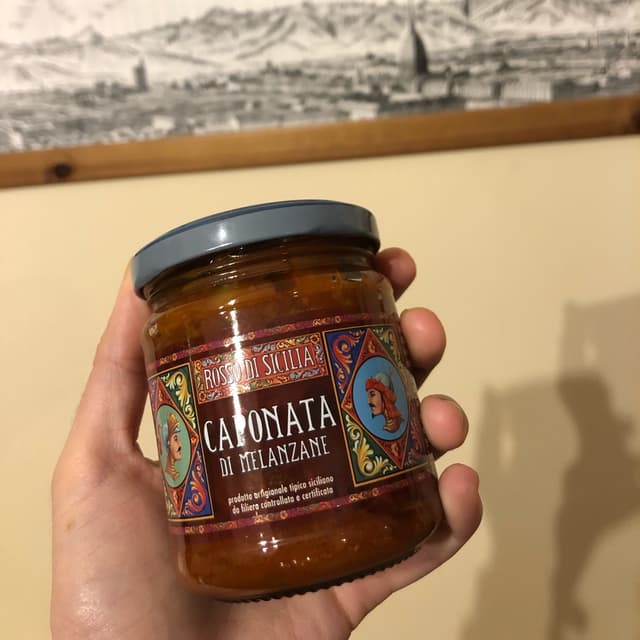 ROSSO DI SICILIA
CAPONATA
DI MELANZANE
prodotto artigianale tipico siciliano
da filiera controllata e certificata